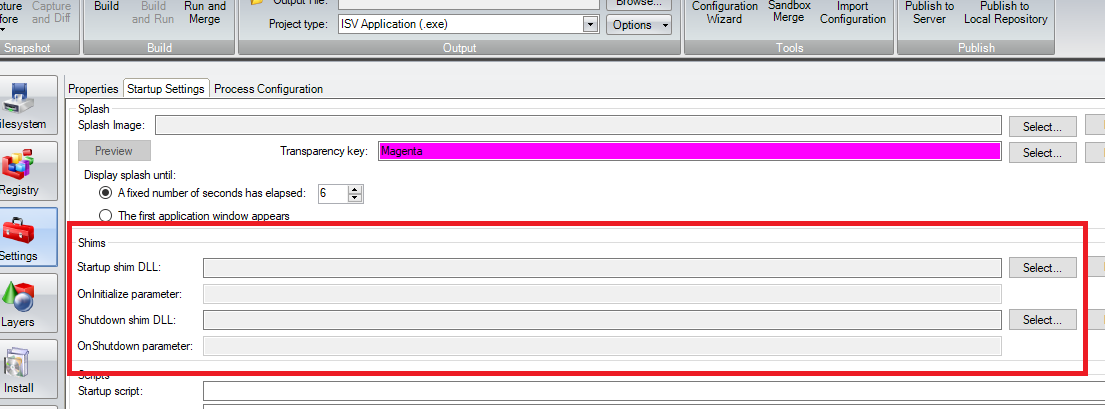 Output File:
Browse...
Capture
Before
Capture
and Diff
Build
Build
and Run
Run and
Merge
Project type:
ISV Application (.exe)
Options
Configuration
Wizard
Sandbox
Merge
Import
Configuration
Publish to
Server
Publish to
Local Repository
Snapshot
Build
Output
Tools
Publish
Filesystem
Registry
Settings
Layers
Install
Properties
Startup Settings
Process Configuration
Splash
Splash Image:
Select...
Preview
Transparency key:
Magenta
Select...
Display splash until:
A fixed number of seconds has elapsed:
6
The first application window appears
Shims
Startup shim DLL:
Select...
OnInitialize parameter:
Shutdown shim DLL:
Select...
OnShutdown parameter:
Scripts
Startup script: